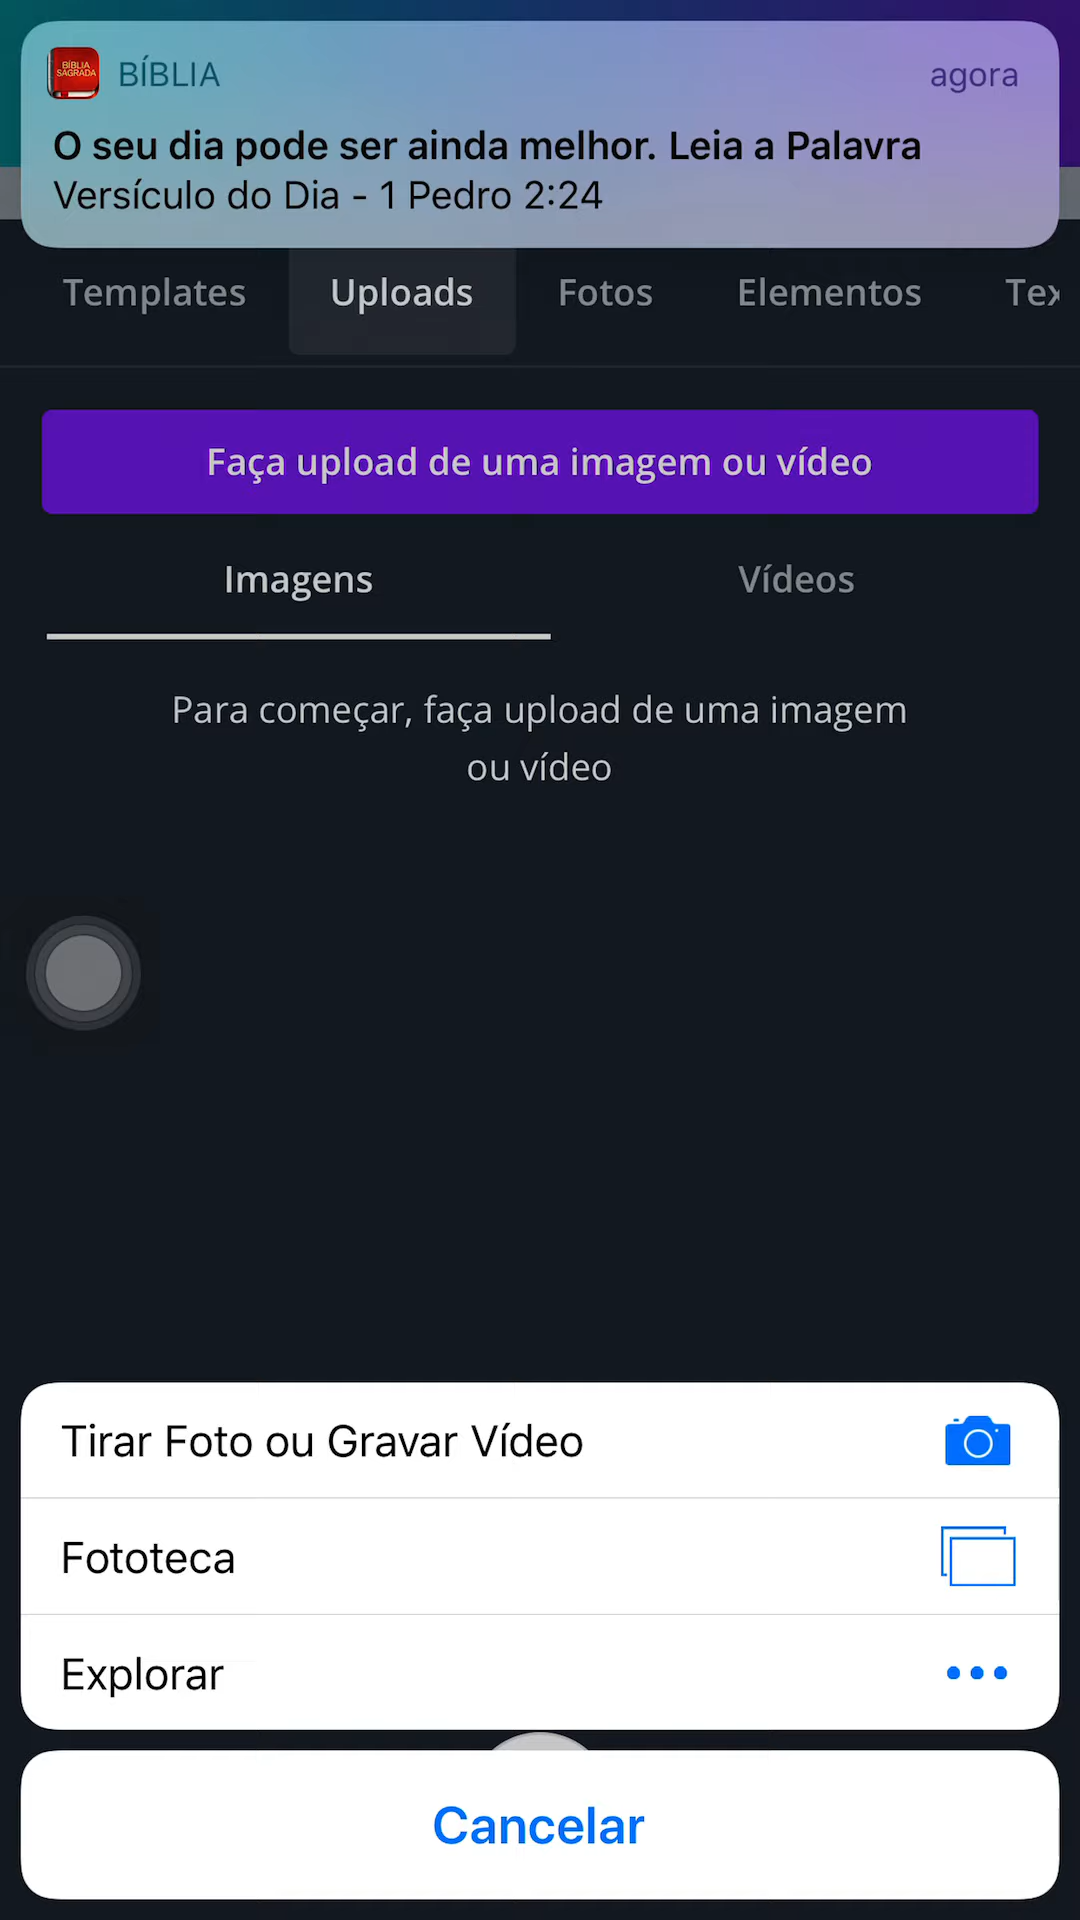 BÍBLIA SAGRADA
BÍBLIA
agora
O seu dia pode ser ainda melhor. Leia a Palavra
Versículo do Dia - 1 Pedro 2:24
Templates
Uploads
Fotos
Elementos
Tex
Faça upload de uma imagem ou vídeo
Imagens
Vídeos
Para começar, faça upload de uma imagem
ou vídeo
Tirar Foto ou Gravar Vídeo
Fototeca
Explorar
Cancelar